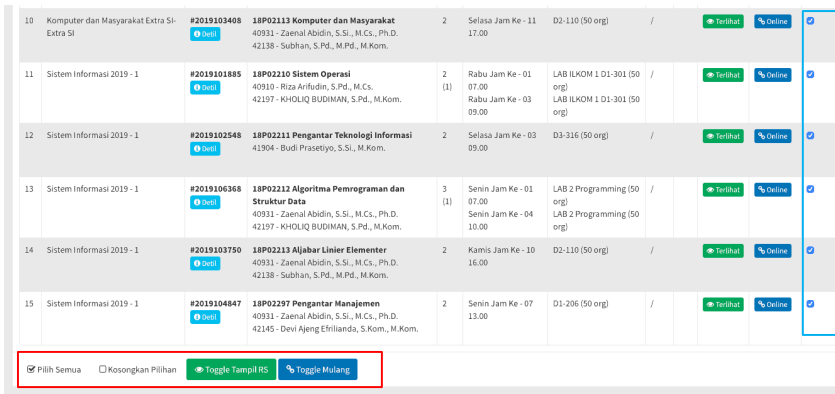 10 Komputer dan Masyarakat Extra SI- #2019103408 18P02113 Komputer dan Masyarakat 2 Selasa Jam Ke - 11 D2-110 (50 org) / Terlihat Online
Extra SI Detil 40931 - Zaenal Abidin, S.Si., M.Cs., Ph.D. 17.00
42138 - Subhan, S.Pd., M.Pd., M.Kom.
11 Sistem Informasi 2019 - 1 #2019101885 18P02210 Sistem Operasi 2 Rabu Jam Ke - 01 LAB ILKOM 1 D1-301 (50 / Terlihat Online
Detil 40910 - Riza Arifudin, S.Pd., M.Cs. (1) 07.00 org)
42197 - KHOLIQ BUDIMAN, S.Pd., M.Kom. Rabu Jam Ke - 03 LAB ILKOM 1 D1-301 (50
09.00 org)
12 Sistem Informasi 2019 - 1 #2019102548 18P02211 Pengantar Teknologi Informasi 2 Selasa Jam Ke - 03 D3-316 (50 org) / Terlihat Online
Detil 41904 - Budi Prasetiyo, S.Si., M.Kom. 09.00
13 Sistem Informasi 2019 - 1 #2019106368 18P02212 Algoritma Pemrograman dan 3 Senin Jam Ke - 01 LAB 2 Programming (50 / Terlihat Online
Detil Struktur Data (1) 07.00 org)
40931 - Zaenal Abidin, S.Si., M.Cs., Ph.D. Senin Jam Ke - 04 LAB 2 Programming (50
42197 - KHOLIQ BUDIMAN, S.Pd., M.Kom. 10.00 org)
14 Sistem Informasi 2019 - 1 #2019103750 18P02213 Aljabar Linier Elementer 2 Kamis Jam Ke - 10 D2-110 (50 org) / Terlihat Online
Detil 40931 - Zaenal Abidin, S.Si., M.Cs., Ph.D. 16.00
42138 - Subhan, S.Pd., M.Pd., M.Kom.
15 Sistem Informasi 2019 - 1 #2019104847 18P02297 Pengantar Manajemen 2 Senin Jam Ke - 07 D1-206 (50 org) / Terlihat Online
Detil 40931 - Zaenal Abidin, S.Si., M.Cs., Ph.D. 13.00
42145 - Devi Ajeng Efrilianda, S.Kom., M.Kom.
Pilih Semua Kosongkan Pilihan Toggle Tampil RS Toggle Mulang